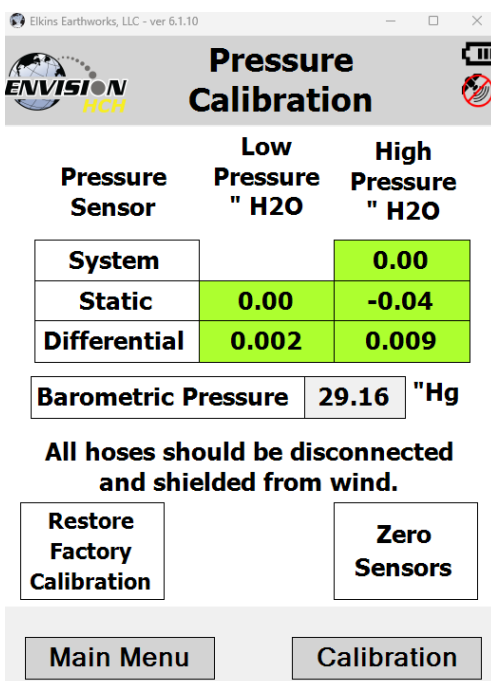 Elkins Earthworks, LLC - ver 6.1.10
ENVISION
HCH
Pressure
Calibration
Pressure
Sensor
Low
Pressure
" H2O
High
Pressure
" H2O
System 0.00
Static 0.00 -0.04
Differential 0.002 0.009
Barometric Pressure 29.16 "Hg
All hoses should be disconnected
and shielded from wind.
Restore
Factory
Calibration
Zero
Sensors
Main Menu Calibration